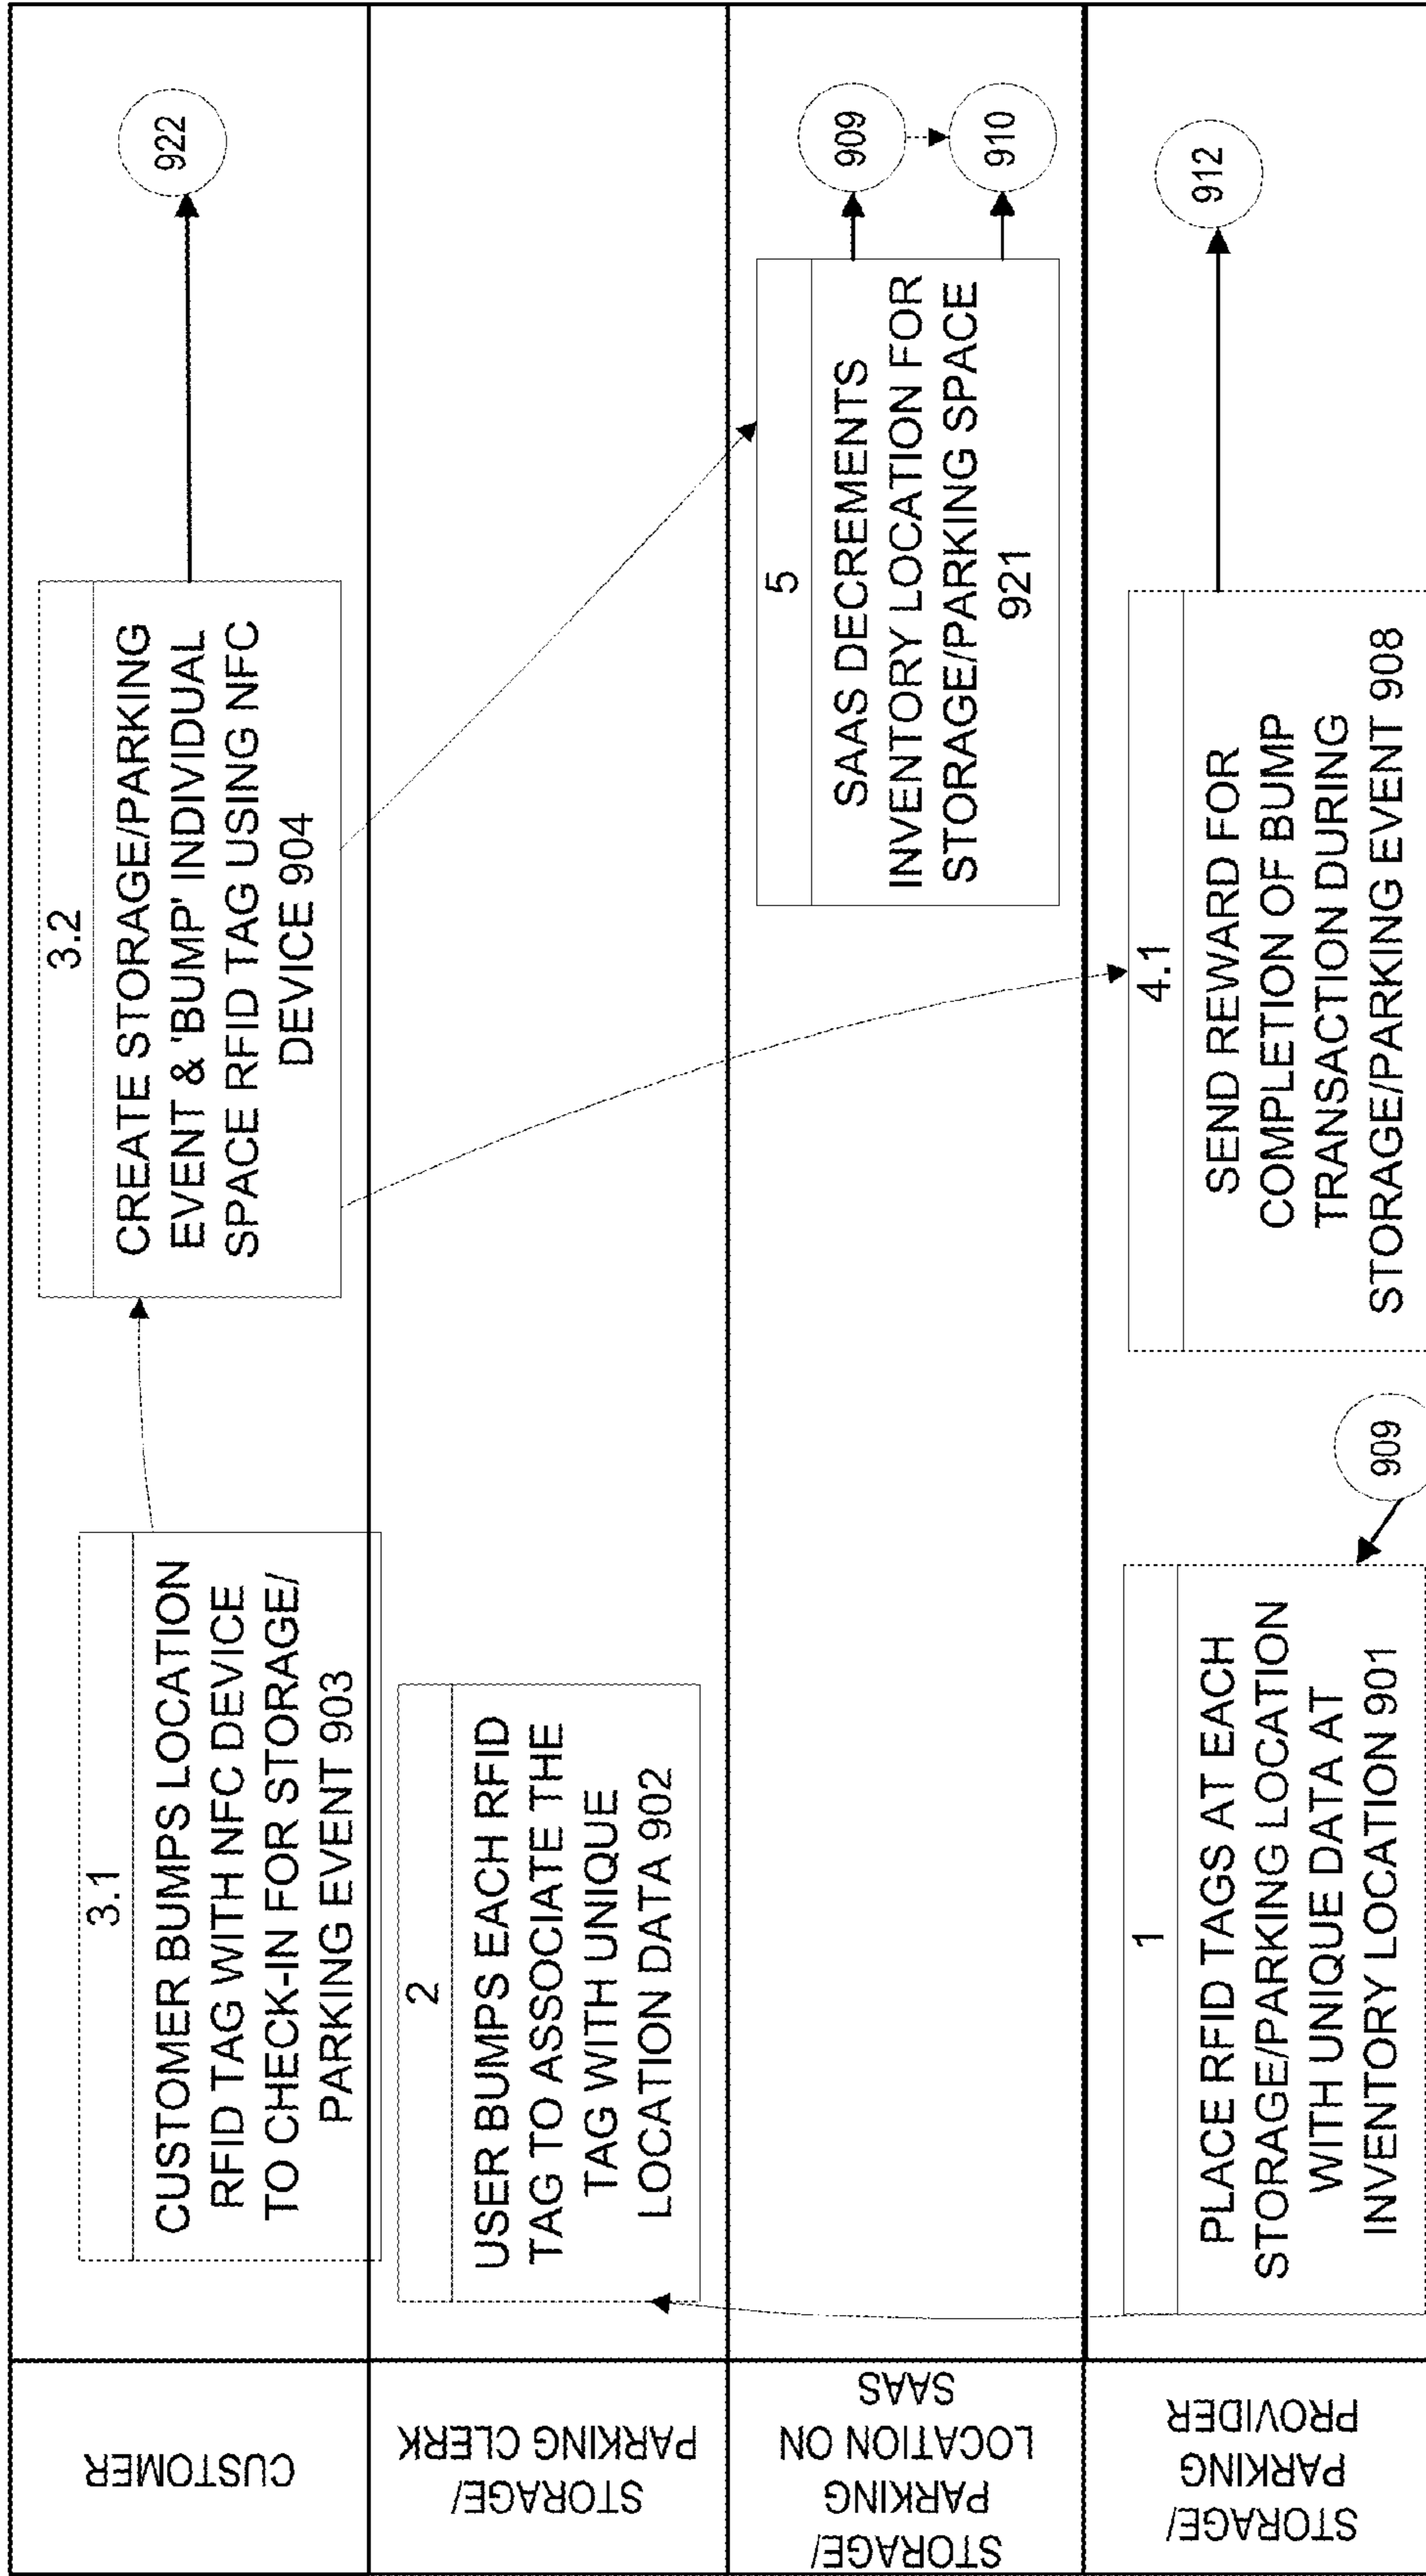 CUSTOMER
3.1
CUSTOMER BUMPS LOCATION
RFID TAG WITH NFC DEVICE
TO CHECK-IN FOR STORAGE/
PARKING EVENT 903
3.2
CREATE STORAGE/PARKING
EVENT & 'BUMP' INDIVIDUAL
SPACE RFID TAG USING NFC
DEVICE 904
922
STORAGE/
PARKING CLERK
2
USER BUMPS EACH RFID
TAG TO ASSOCIATE THE
TAG WITH UNIQUE
LOCATION DATA 902
STORAGE/
PARKING
LOCATION ON
SAAS
5
SAAS DECREMENTS
INVENTORY LOCATION FOR
STORAGE/PARKING SPACE
921
909
910
STORAGE/
PARKING
PROVIDER
1
PLACE RFID TAGS AT EACH
STORAGE/PARKING LOCATION
WITH UNIQUE DATA AT
INVENTORY LOCATION 901
909
4.1
SEND REWARD FOR
COMPLETION OF BUMP
TRANSACTION DURING
STORAGE/PARKING EVENT 908
912